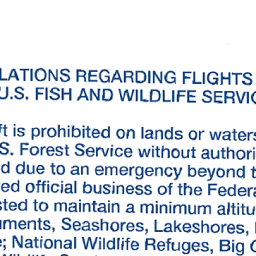 LATIONS REGARDING FLIGHTS
U.S. FISH AND WILDLIFE SERVIC
ft is prohibited on lands or waters
S. Forest Service without authori
d due to an emergency beyond t
ed official business of the Federa
sted to maintain a minimum altitu
uments, Seashores, Lakeshores,
e; National Wildlife Refuges, Big G